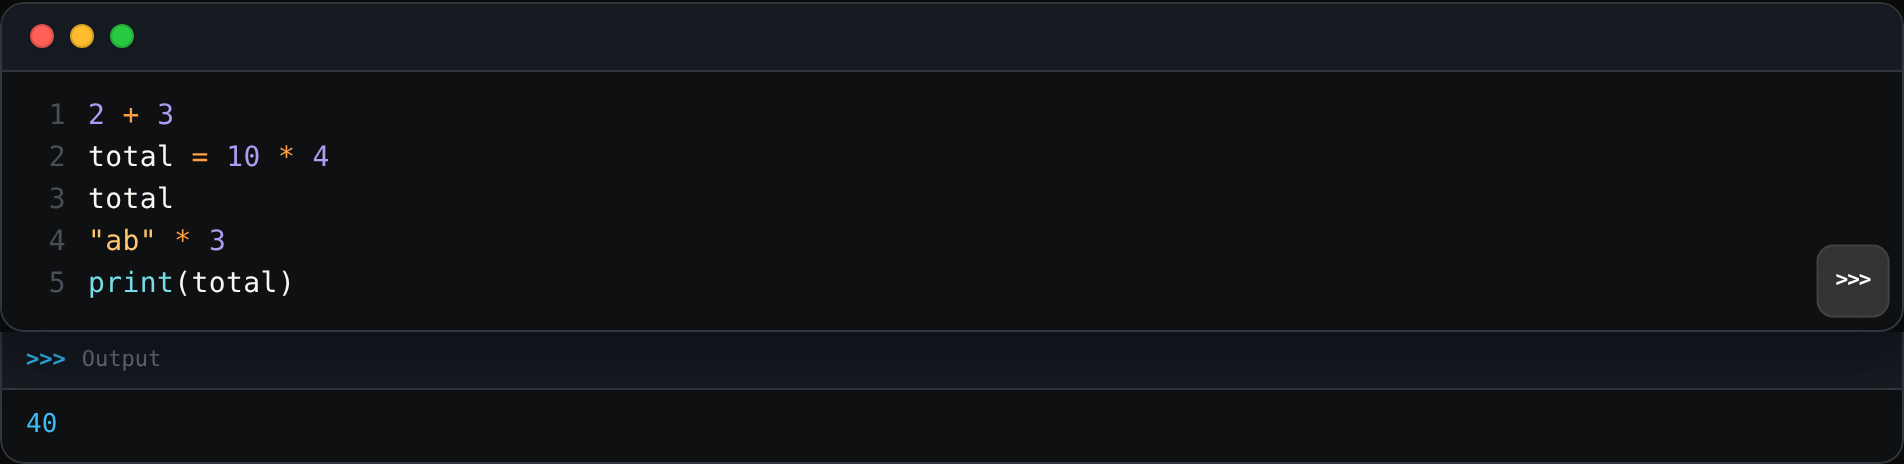 1 2 + 3
2 total = 10 * 4
3 total
4 "ab" * 3
5 print(total)
>>>
>>> Output
40